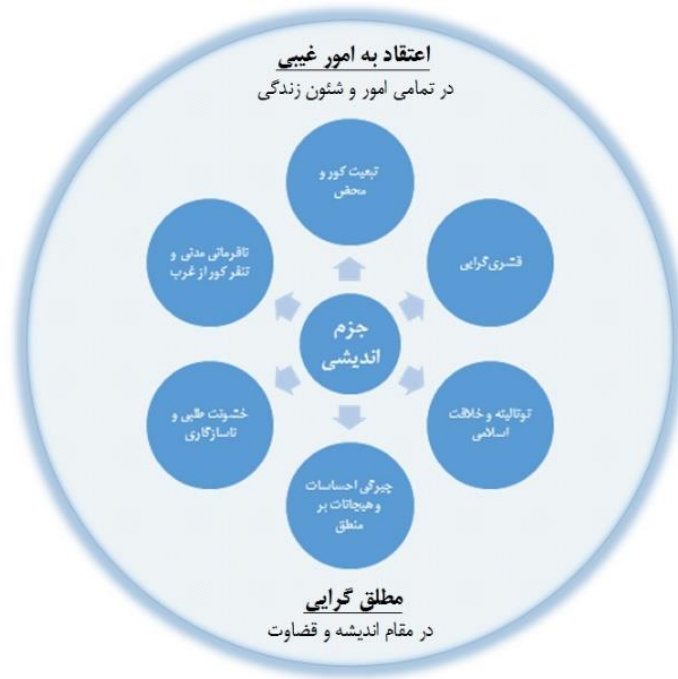 اعتقاد به امور غیبی
در تمامی امور و شئون زندگی
تبعیت کور و
محض
قشری‌گرایی
نافرمانی مدنی و
تنفر کور از غرب
جزم
اندیشی
توتالیته و خلافت
اسلامی
خشونت طلبی و
ناسازگاری
چیرگی احساسات
و هیجانات بر
منطق
مطلق گرایی
در مقام اندیشه و قضاوت